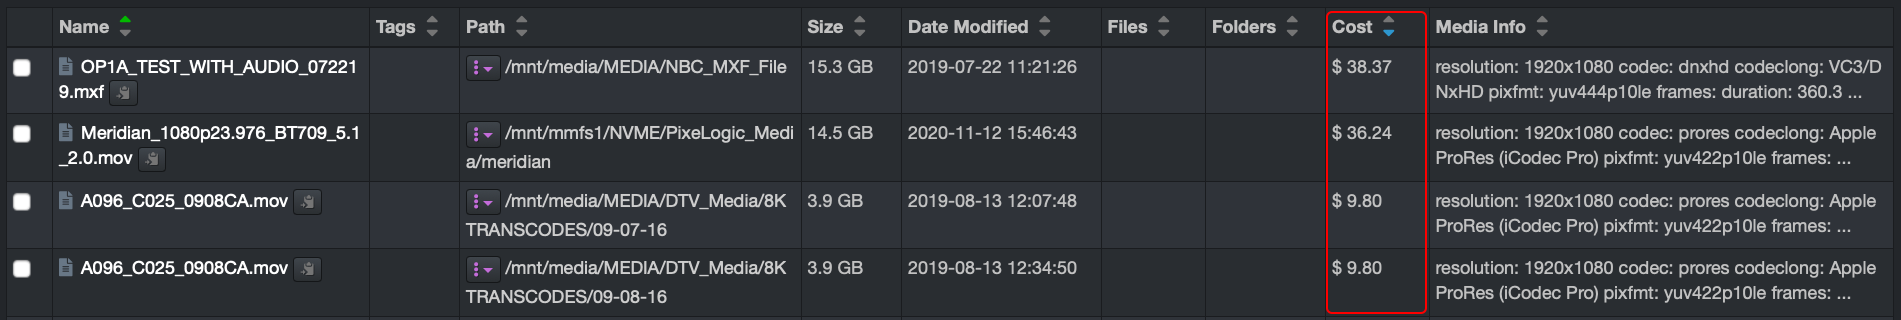 Name Tags Path Size Date Modified Files Folders Cost Media Info
OP1A_TEST_WITH_AUDIO_07221 /mnt/media/MEDIA/NBC_MXF_File 15.3 GB 2019-07-22 11:21:26 $ 38.37 resolution: 1920x1080 codec: dnxhd codeclong: VC3/D
9.mxf NxHD pixfmt: yuv444p10le frames: duration: 360.3 ...
Meridian_1080p23.976_BT709_5.1 /mnt/mmfs1/NVME/PixeLogic_Medi 14.5 GB 2020-11-12 15:46:43 $ 36.24 resolution: 1920x1080 codec: prores codeclong: Apple
_2.0.mov a/meridian ProRes (iCodec Pro) pixfmt: yuv422p10le frames: ...
A096_C025_0908CA.mov /mnt/media/MEDIA/DTV_Media/8K 3.9 GB 2019-08-13 12:07:48 $ 9.80 resolution: 1920x1080 codec: prores codeclong: Apple
TRANSCODES/09-07-16 ProRes (iCodec Pro) pixfmt: yuv422p10le frames: ...
A096_C025_0908CA.mov /mnt/media/MEDIA/DTV_Media/8K 3.9 GB 2019-08-13 12:34:50 $ 9.80 resolution: 1920x1080 codec: prores codeclong: Apple
TRANSCODES/09-08-16 ProRes (iCodec Pro) pixfmt: yuv422p10le frames: ...